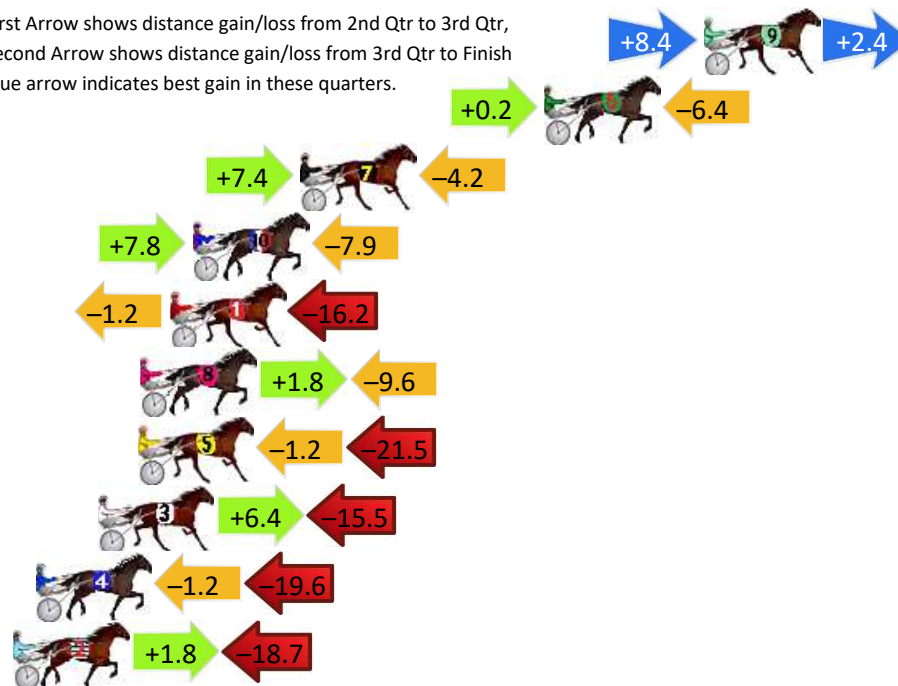 rst Arrow shows distance gain/loss from 2nd Qtr to 3rd Qtr,
econd Arrow shows distance gain/loss from 3rd Qtr to Finish
ue arrow indicates best gain in these quarters.
+8.4 9 +2.4
+0.2 6 –6.4
+7.4 7 –4.2
+7.8 10 –7.9
–1.2 1 –16.2
8 +1.8 –9.6
5 –1.2 –21.5
3 +6.4 –15.5
4 –1.2 –19.6
2 +1.8 –18.7